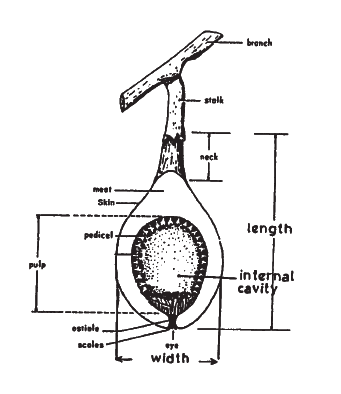 branch
stalk
neck
meat
Skin
length
pedicel
pulp
internal
cavity
ostiole
scales
eye
width